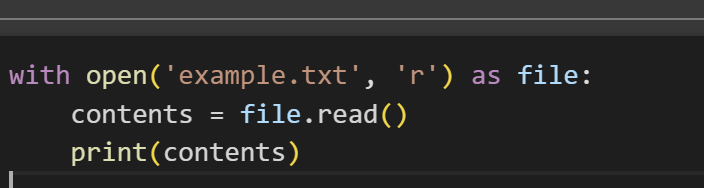 with open('example.txt', 'r') as file:
    contents = file.read()
    print(contents)